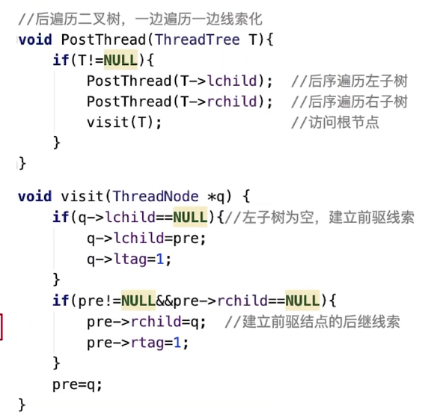 //后遍历二叉树，一边遍历一边线索化
void PostThread(ThreadTree T){
    if(T!=NULL){
        PostThread(T->lchild);  //后序遍历左子树
        PostThread(T->rchild);  //后序遍历右子树
        visit(T);               //访问根节点
    }
}
void visit(ThreadNode *q) {
    if(q->lchild==NULL){//左子树为空，建立前驱线索
        q->lchild=pre;
        q->ltag=1;
    }
    if(pre!=NULL&&pre->rchild==NULL){
        pre->rchild=q;  //建立前驱结点的后继线索
        pre->rtag=1;
    }
    pre=q;
}